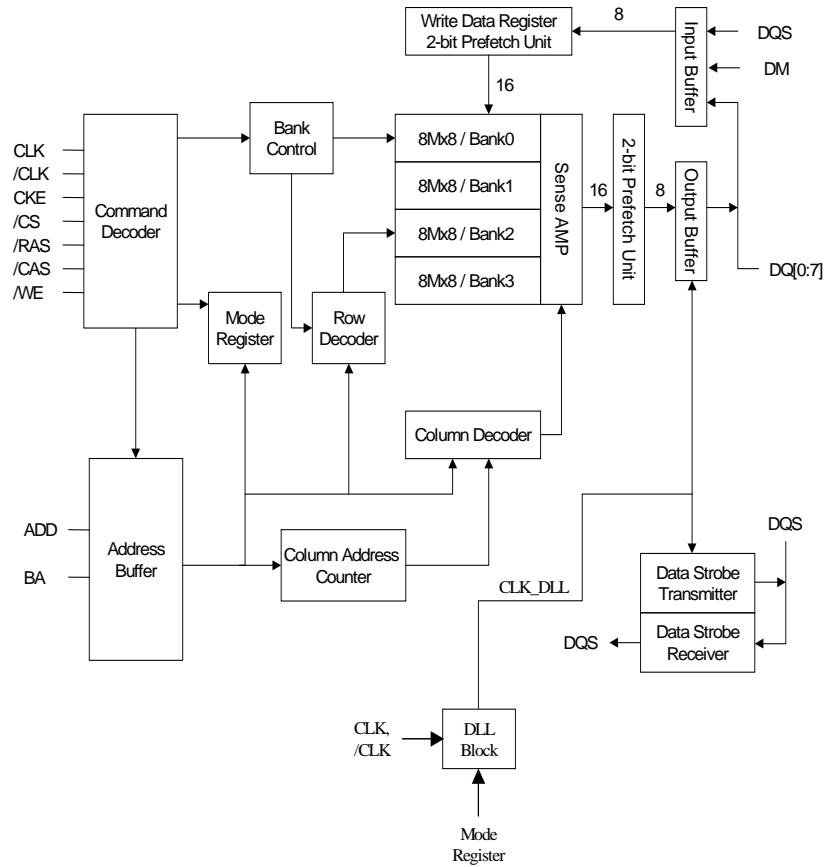 Write Data Register
2-bit Prefetch Unit
8
Input Buffer
DQS
DM
16
Bank
Control
8Mx8 / Bank0
8Mx8 / Bank1
8Mx8 / Bank2
8Mx8 / Bank3
Sense AMP
16
2-bit Prefetch Unit
8
Output Buffer
DQ[0:7]
CLK
/CLK
CKE
/CS
/RAS
/CAS
/WE
Command
Decoder
Mode
Register
Row
Decoder
Column Decoder
ADD
BA
Address
Buffer
Column Address
Counter
CLK_DLL
DQS
Data Strobe
Transmitter
Data Strobe
Receiver
DQS
CLK,
/CLK
DLL
Block
Mode
Register